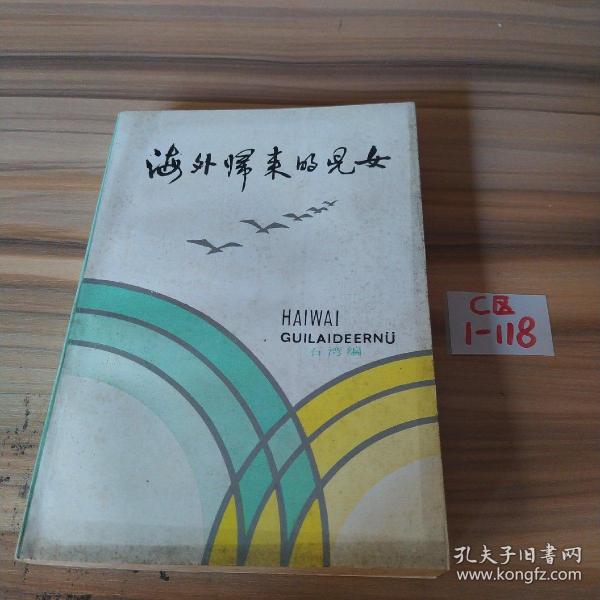 海外归来的儿女
HAIWAI
GUILAIDEERNÜ
台湾编
C区
1-118
孔夫子旧书网
www.kongfz.com